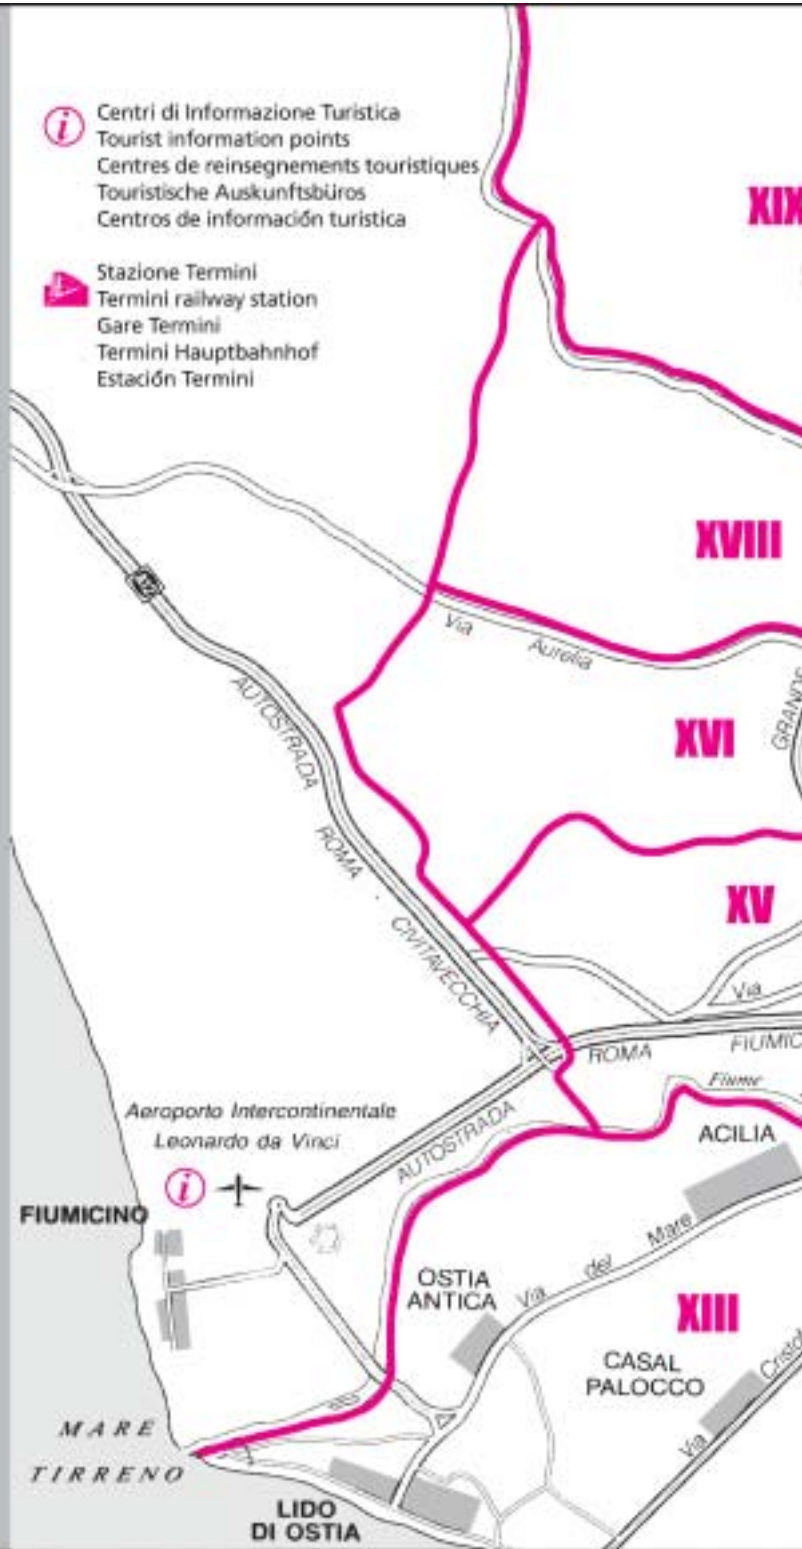 i
Centri di Informazione Turistica
Tourist information points
Centres de reinsegnements touristiques
Touristische Auskunftsbüros
Centros de información turistica
Stazione Termini
Termini railway station
Gare Termini
Termini Hauptbahnhof
Estación Termini
XIX
XVIII
Via Aurelia
XVI
GRANDE
AUTOSTRADA ROMA - CIVITAVECCHIA
XV
Via
ROMA FIUMIC
Fiume
Aeroporto Intercontinentale
Leonardo da Vinci
AUTOSTRADA
ACILIA
i
FIUMICINO
OSTIA
ANTICA
Via del Mare
XIII
CASAL
PALOCCO
Via Cristo
MARE
TIRRENO
LIDO
DI OSTIA